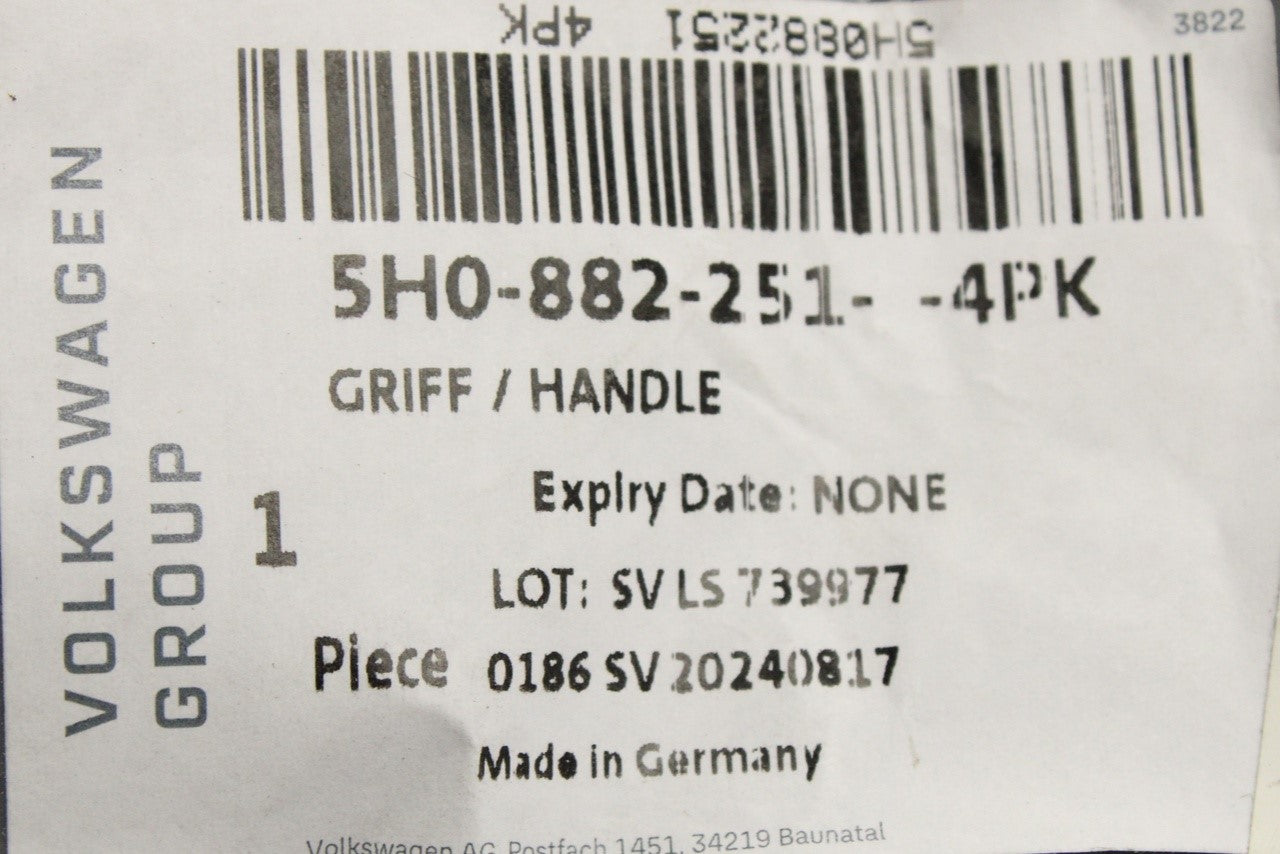 3822
5H0882251 4PK
5H0-882-251- -4PK
GRIFF / HANDLE
Expiry Date: NONE
1
LOT: SV LS 739977
Piece 0186 SV 20240817
Made in Germany
Volkswagen AG, Postfach 1451, 34219 Baunatal
VOLKSWAGEN
GROUP